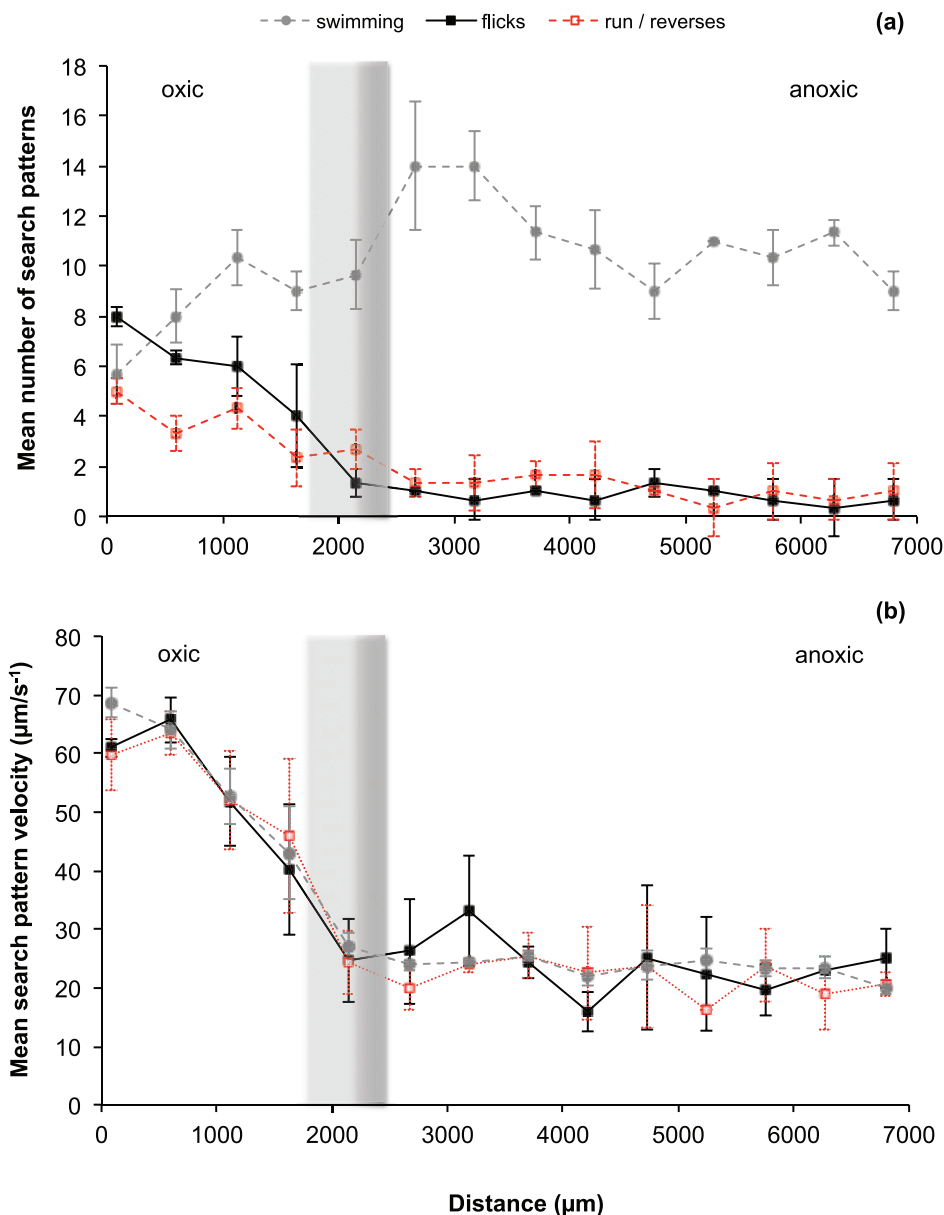 swimming flicks run / reverses (a)
oxic anoxic
Mean number of search patterns
18
16
14
12
10
8
6
4
2
0
0 1000 2000 3000 4000 5000 6000 7000
(b)
oxic anoxic
Mean search pattern velocity (µm/s⁻¹)
80
70
60
50
40
30
20
10
0
0 1000 2000 3000 4000 5000 6000 7000
Distance (µm)